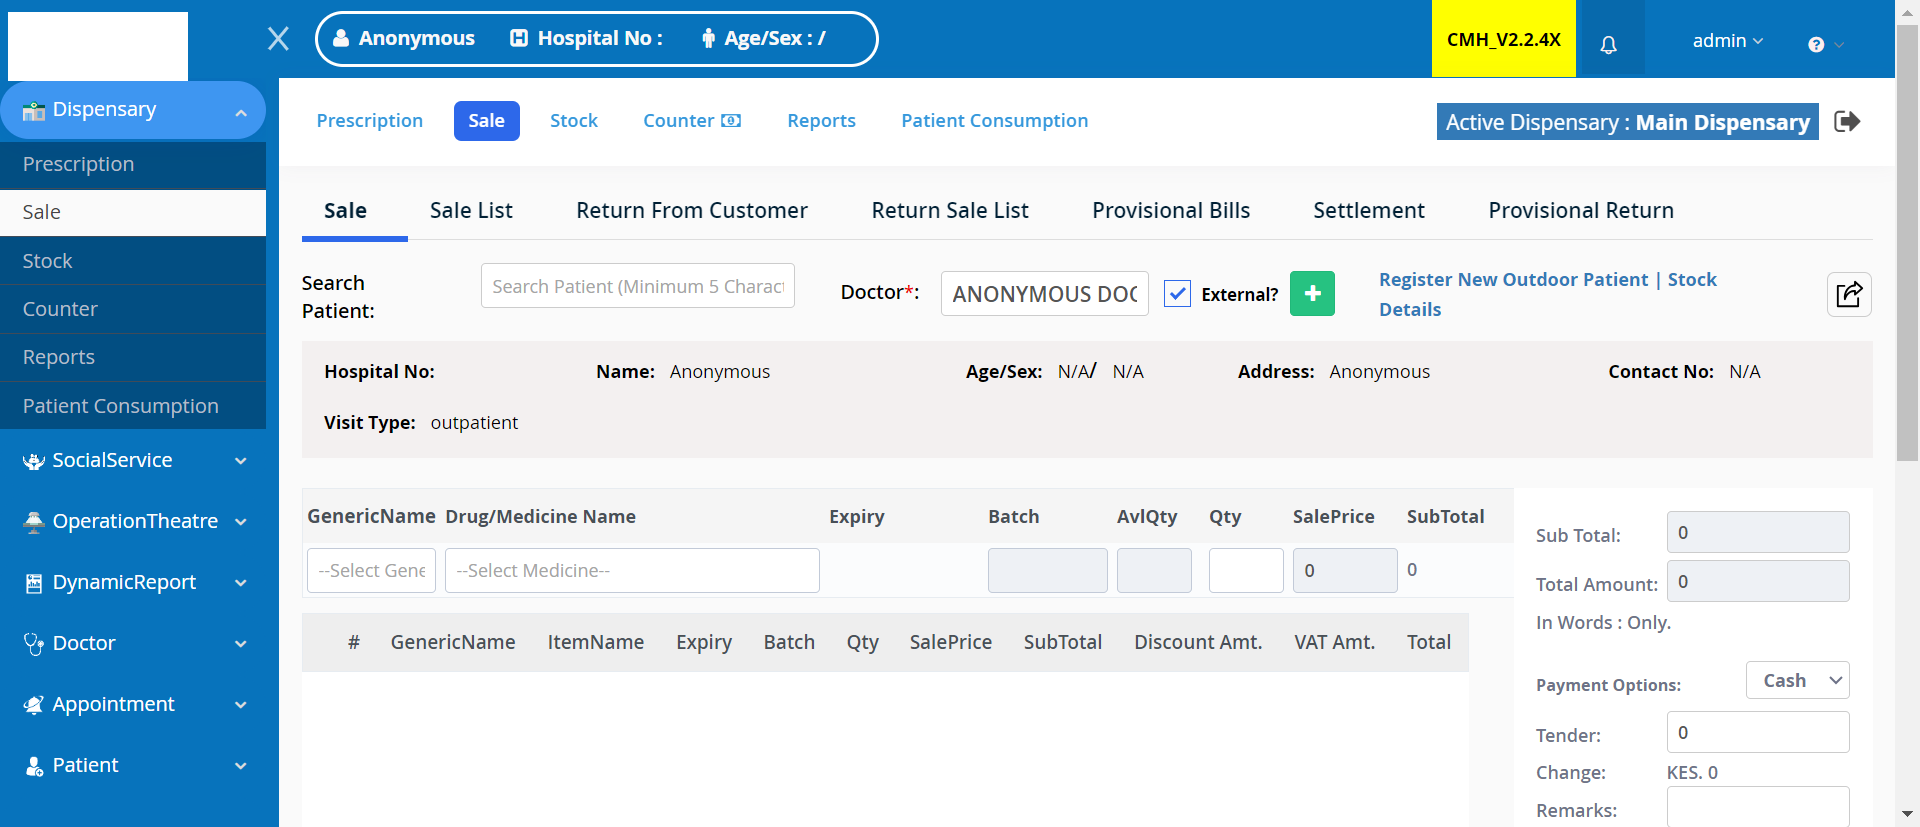 Anonymous Hospital No : Age/Sex : /
CMH_V2.2.4X
admin
Dispensary
Prescription
Sale
Stock
Counter
Reports
Patient Consumption
SocialService
OperationTheatre
DynamicReport
Doctor
Appointment
Patient
Prescription Sale Stock Counter Reports Patient Consumption
Active Dispensary : Main Dispensary
Sale Sale List Return From Customer Return Sale List Provisional Bills Settlement Provisional Return
Search
Patient:
Search Patient (Minimum 5 Charact
Doctor*:
ANONYMOUS DOC
External?
Register New Outdoor Patient | Stock
Details
Hospital No: Name: Anonymous Age/Sex: N/A/ N/A Address: Anonymous Contact No: N/A
Visit Type: outpatient
GenericName Drug/Medicine Name Expiry Batch AvlQty Qty SalePrice SubTotal
--Select Gene --Select Medicine-- 0 0
# GenericName ItemName Expiry Batch Qty SalePrice SubTotal Discount Amt. VAT Amt. Total
Sub Total: 0
Total Amount: 0
In Words : Only.
Payment Options: Cash
Tender: 0
Change: KES. 0
Remarks: